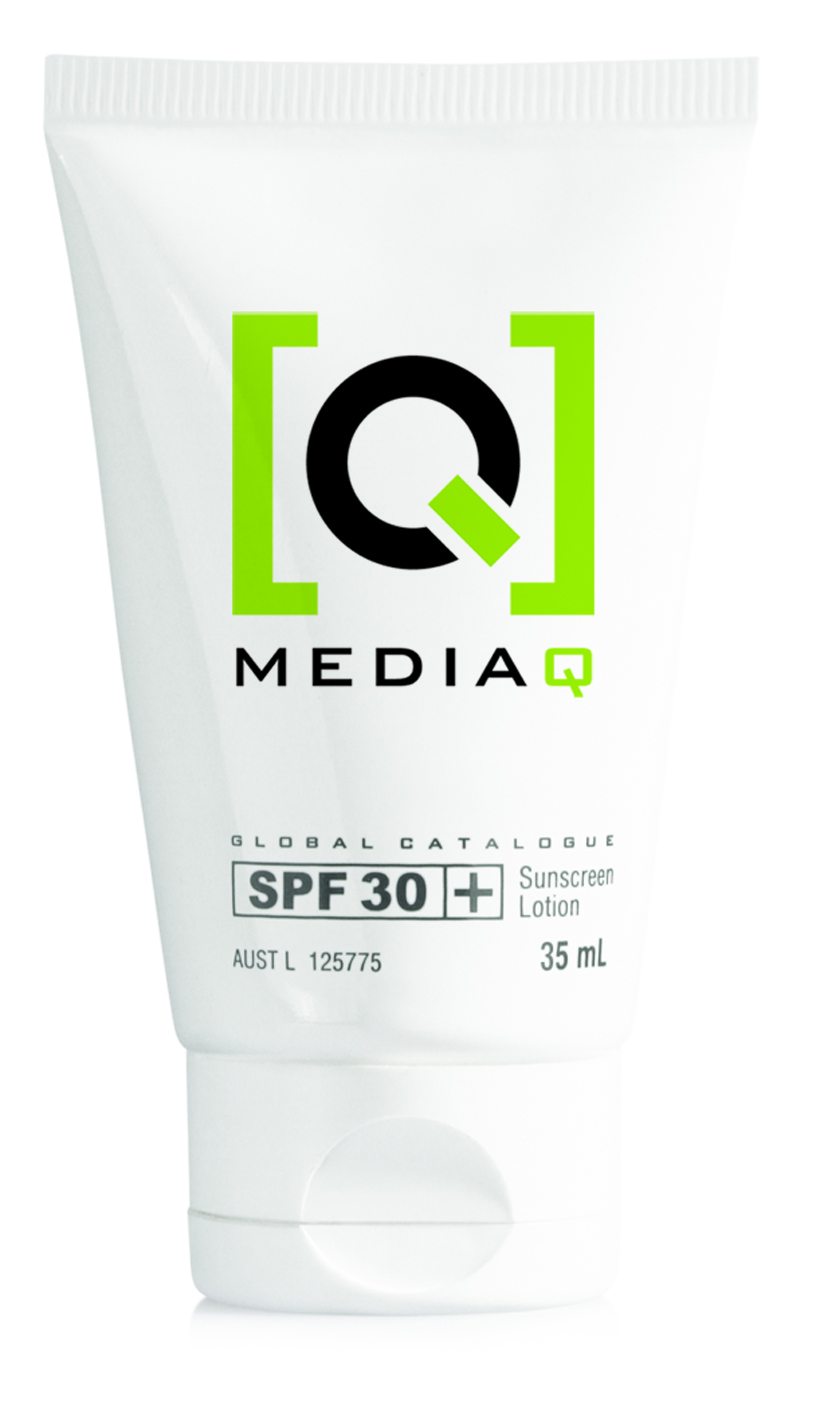 [Q]
MEDIAQ
GLOBAL CATALOGUE
SPF 30 + Sunscreen
Lotion
AUST L 125775 35 mL